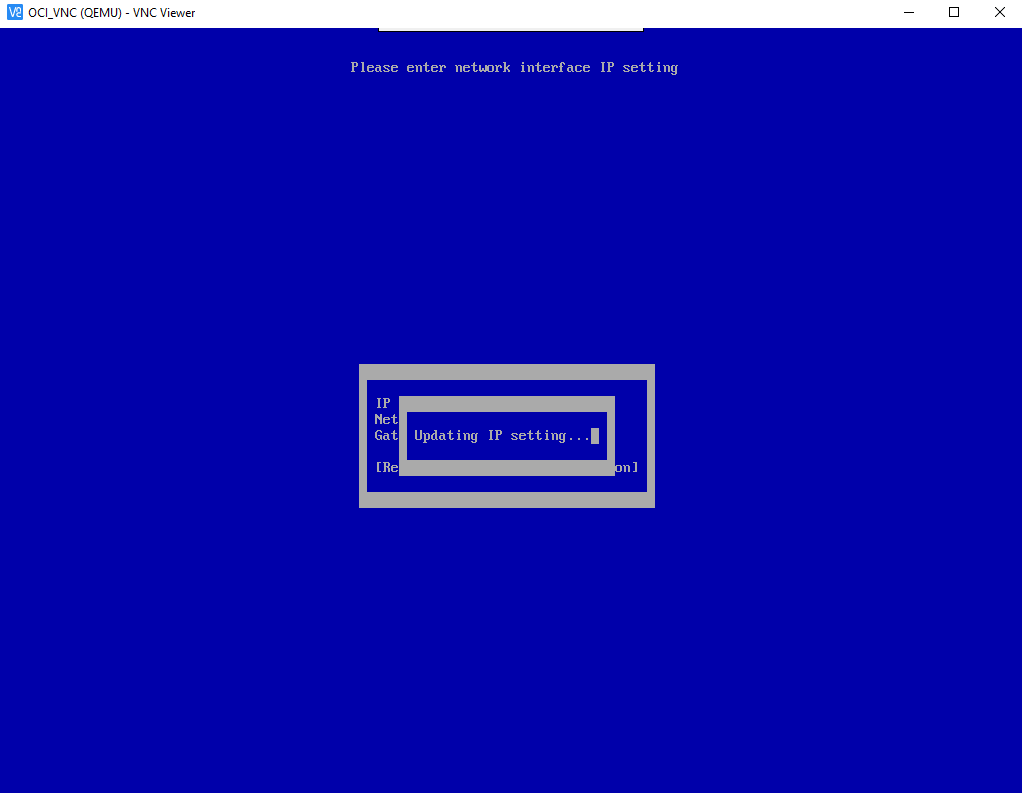 OCI_VNC (QEMU) - VNC Viewer
Please enter network interface IP setting
IP
Net
Gat
Updating IP setting...
[Re on]